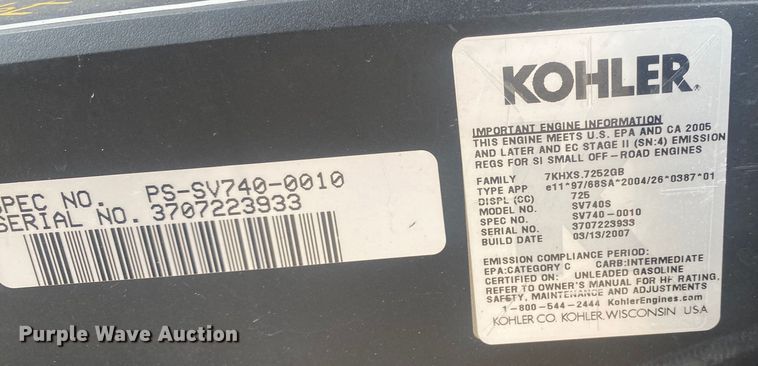 SPEC NO. PS-SV740-0010
SERIAL NO. 3707223933
KOHLER®
IMPORTANT ENGINE INFORMATION
THIS ENGINE MEETS U.S. EPA AND CA 2005
AND LATER AND EC STAGE II (SN:4) EMISSION
REGS FOR SI SMALL OFF-ROAD ENGINES
FAMILY 7KHXS.7252GB
TYPE APP e11*97/68SA*2004/26*0387*01
DISPL (CC) 725
MODEL NO. SV740S
SPEC NO. SV740-0010
SERIAL NO. 3707223933
BUILD DATE 03/13/2007
EMISSION COMPLIANCE PERIOD:
EPA:CATEGORY C CARB:INTERMEDIATE
CERTIFIED ON: UNLEADED GASOLINE
REFER TO OWNER'S MANUAL FOR HP RATING,
SAFETY, MAINTENANCE AND ADJUSTMENTS
1-800-544-2444 KohlerEngines.com
KOHLER CO. KOHLER, WISCONSIN USA
Purple Wave Auction